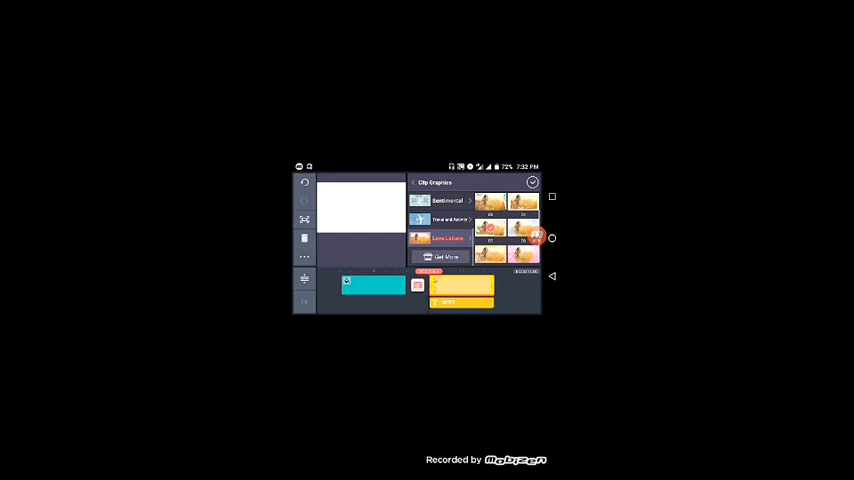 72% 7:32 PM
Clip Graphics
Sentimental
Travel and Activity
Love Letters
Get More
Recorded by mobizen